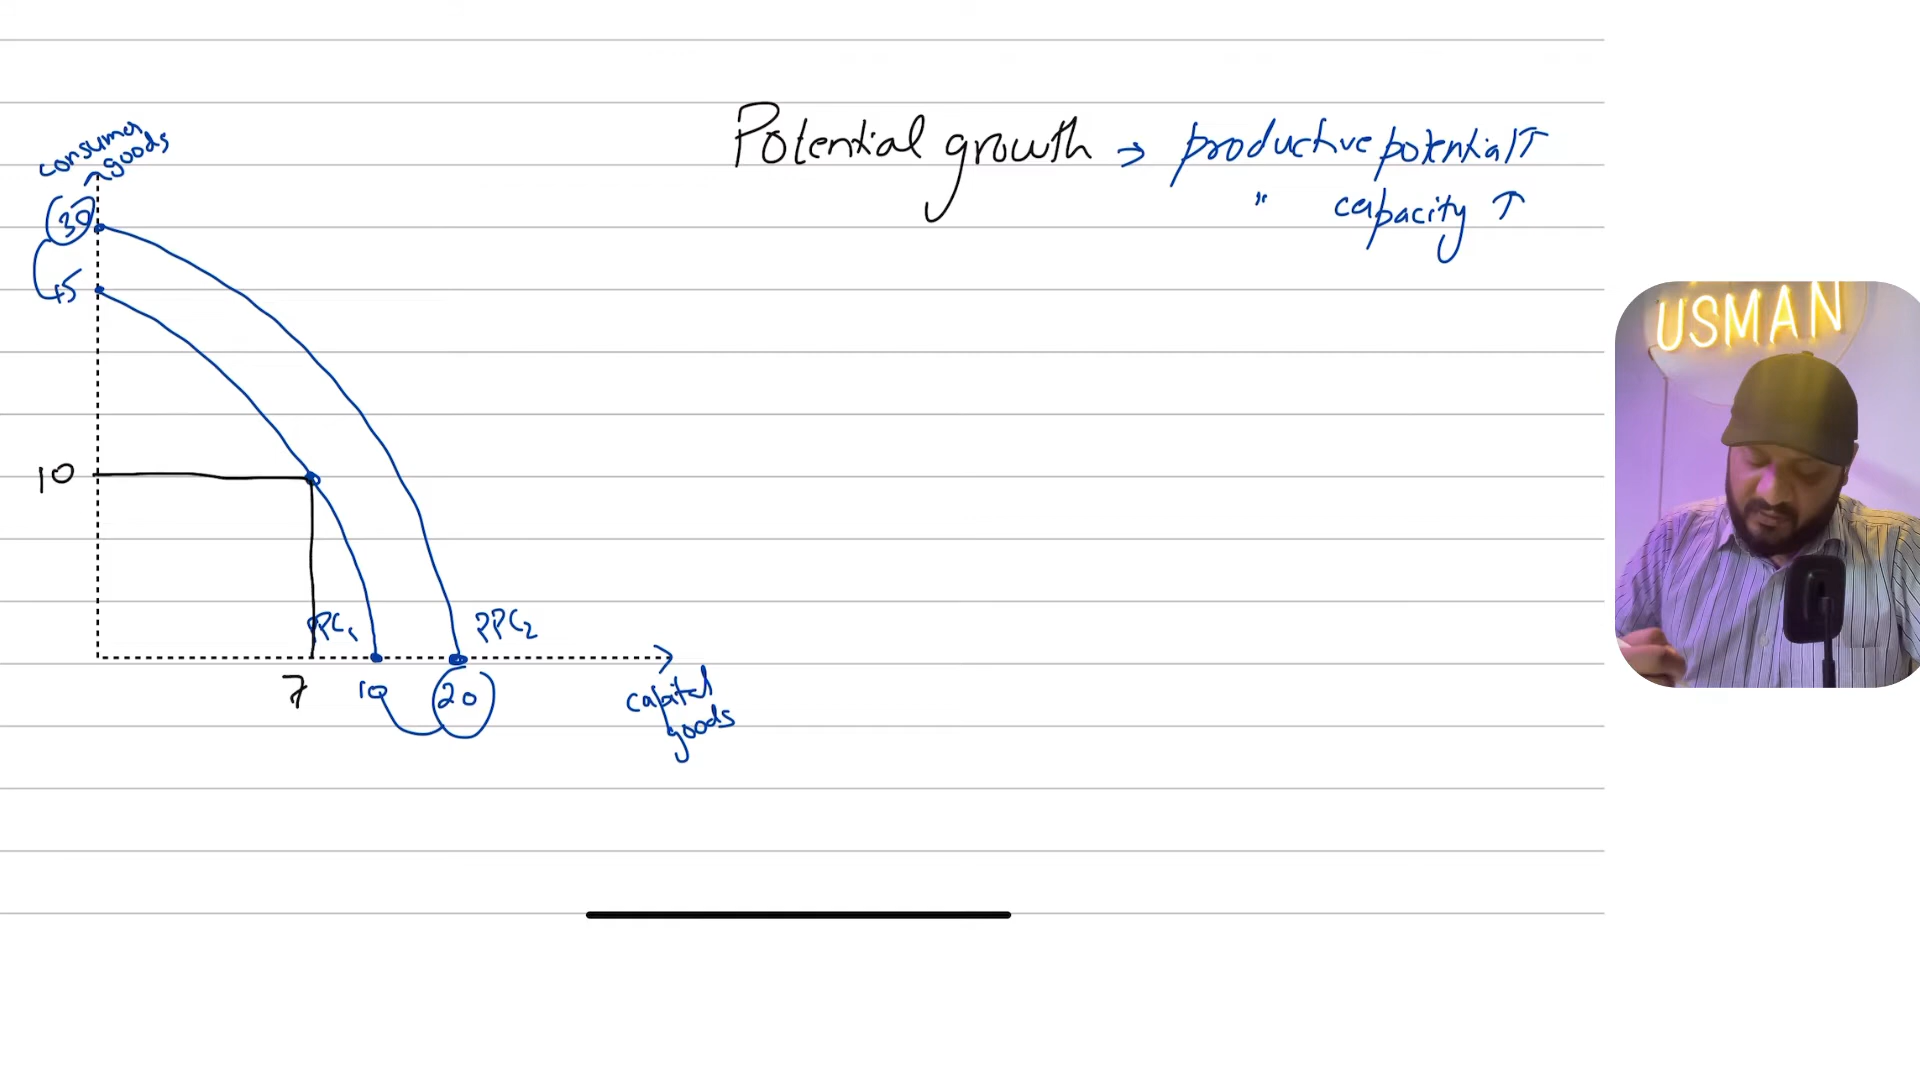 Potential growth → productive potential↑
" capacity ↑
consumer
goods
30
15
10
PPC₁
PPC₂
7
10
20
capital
goods
USMAN